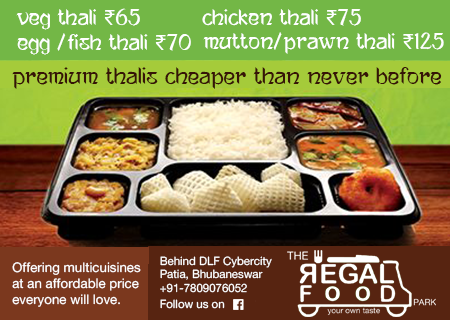 veg thali ₹65
chicken thali ₹75
egg /fish thali ₹70
mutton/prawn thali ₹125
premium thalis cheaper than never before
Offering multicuisines
at an affordable price
everyone will love.
Behind DLF Cybercity
Patia, Bhubaneswar
+91-7809076052
Follow us on f
THE
REGAL
FOOD
PARK
your own taste